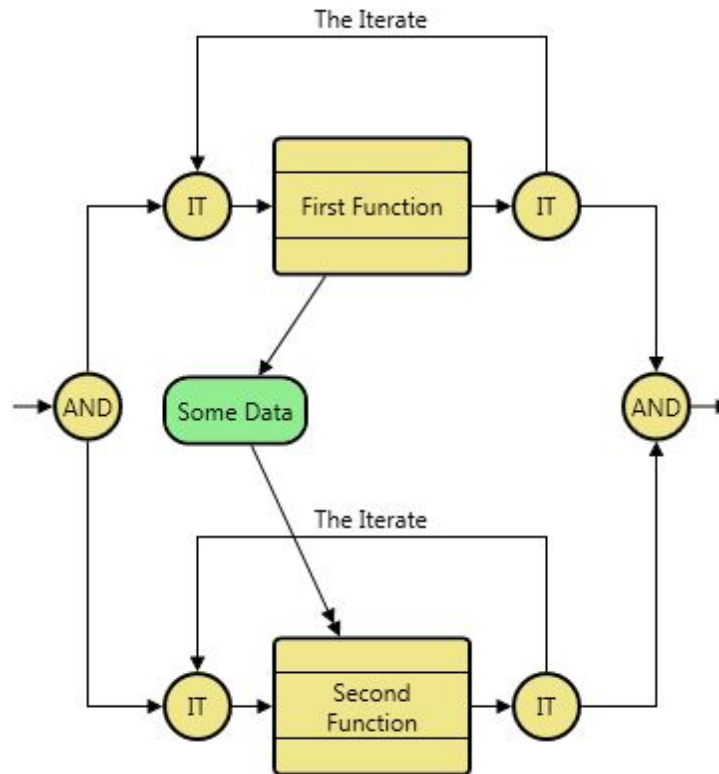 The Iterate
IT
First Function
IT
AND
Some Data
AND
The Iterate
IT
Second
Function
IT